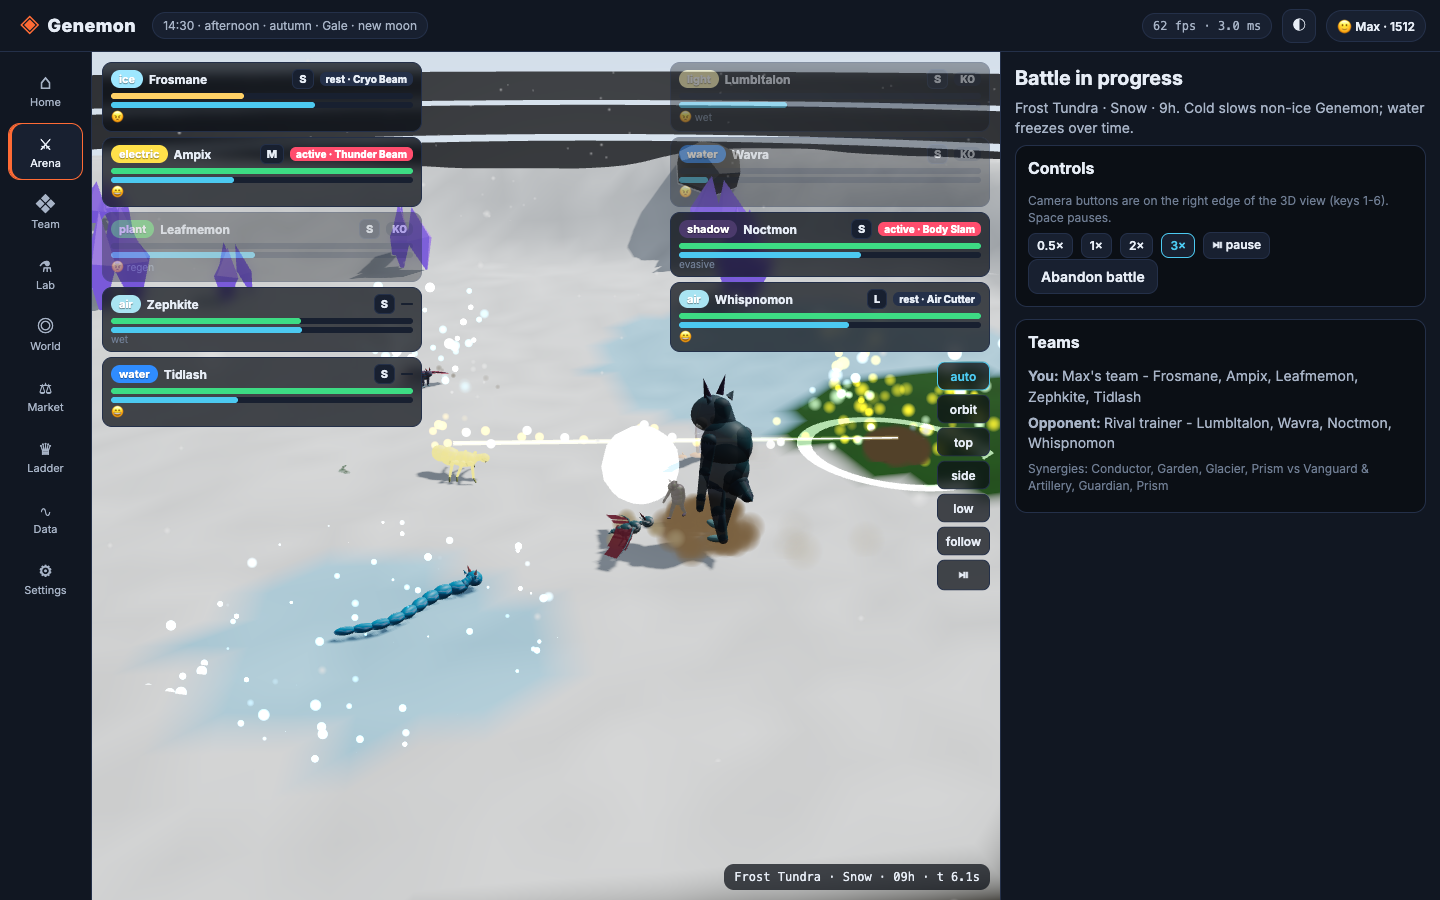 Genemon
14:30 · afternoon · autumn · Gale · new moon
62 fps · 3.0 ms
Max · 1512
Home
Arena
Team
Lab
World
Market
Ladder
Data
Settings
ice Frosmane S rest · Cryo Beam
electric Ampix M active · Thunder Beam
plant Leafmemon S KO
regen
air Zephkite S —
wet
water Tidlash S —
light Lumbltalon S KO
wet
water Wavra S KO
shadow Noctmon S active · Body Slam
evasive
air Whispnomon L rest · Air Cutter
auto
orbit
top
side
low
follow
Frost Tundra · Snow · 09h · t 6.1s
Battle in progress
Frost Tundra · Snow · 9h. Cold slows non-ice Genemon; water
freezes over time.
Controls
Camera buttons are on the right edge of the 3D view (keys 1-6).
Space pauses.
0.5× 1× 2× 3× pause
Abandon battle
Teams
You: Max's team - Frosmane, Ampix, Leafmemon,
Zephkite, Tidlash
Opponent: Rival trainer - Lumbltalon, Wavra, Noctmon,
Whispnomon
Synergies: Conductor, Garden, Glacier, Prism vs Vanguard &
Artillery, Guardian, Prism